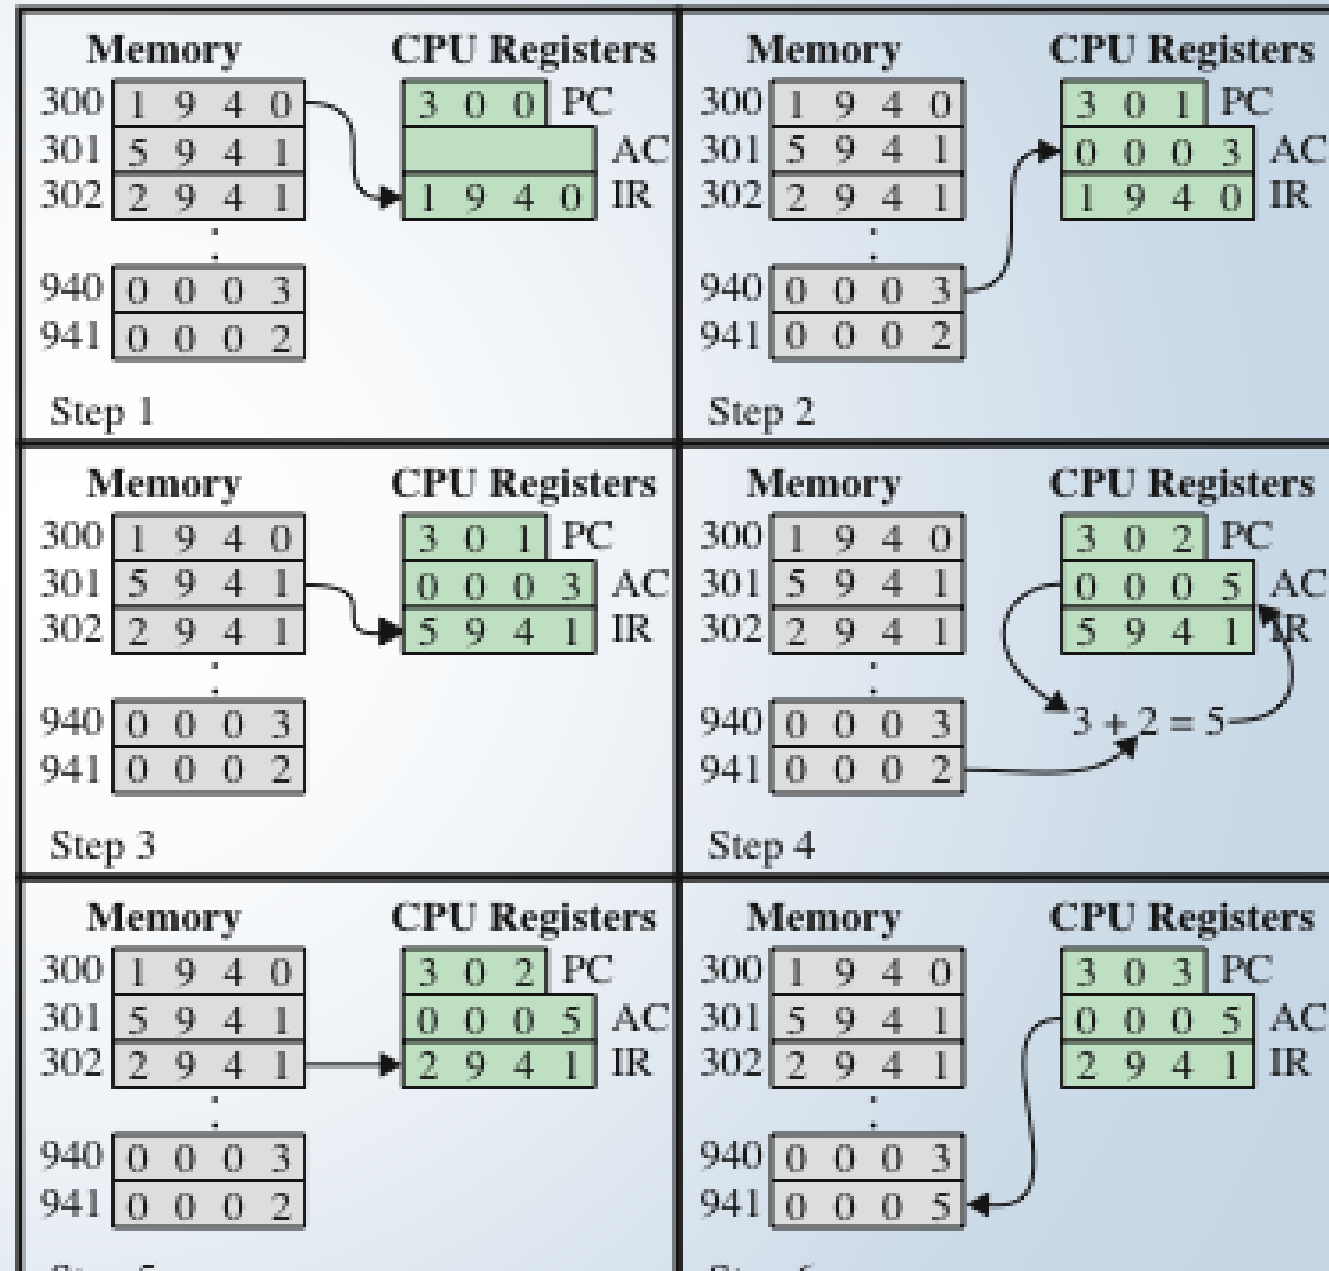 Memory CPU Registers
300 1 9 4 0 3 0 0 PC
301 5 9 4 1 AC
302 2 9 4 1 1 9 4 0 IR
940 0 0 0 3
941 0 0 0 2
Step 1
Memory CPU Registers
300 1 9 4 0 3 0 1 PC
301 5 9 4 1 0 0 0 3 AC
302 2 9 4 1 1 9 4 0 IR
940 0 0 0 3
941 0 0 0 2
Step 2
Memory CPU Registers
300 1 9 4 0 3 0 1 PC
301 5 9 4 1 0 0 0 3 AC
302 2 9 4 1 5 9 4 1 IR
940 0 0 0 3
941 0 0 0 2
Step 3
Memory CPU Registers
300 1 9 4 0 3 0 2 PC
301 5 9 4 1 0 0 0 5 AC
302 2 9 4 1 5 9 4 1 IR
940 0 0 0 3 3 + 2 = 5
941 0 0 0 2
Step 4
Memory CPU Registers
300 1 9 4 0 3 0 2 PC
301 5 9 4 1 0 0 0 5 AC
302 2 9 4 1 2 9 4 1 IR
940 0 0 0 3
941 0 0 0 2
Memory CPU Registers
300 1 9 4 0 3 0 3 PC
301 5 9 4 1 0 0 0 5 AC
302 2 9 4 1 2 9 4 1 IR
940 0 0 0 3
941 0 0 0 5